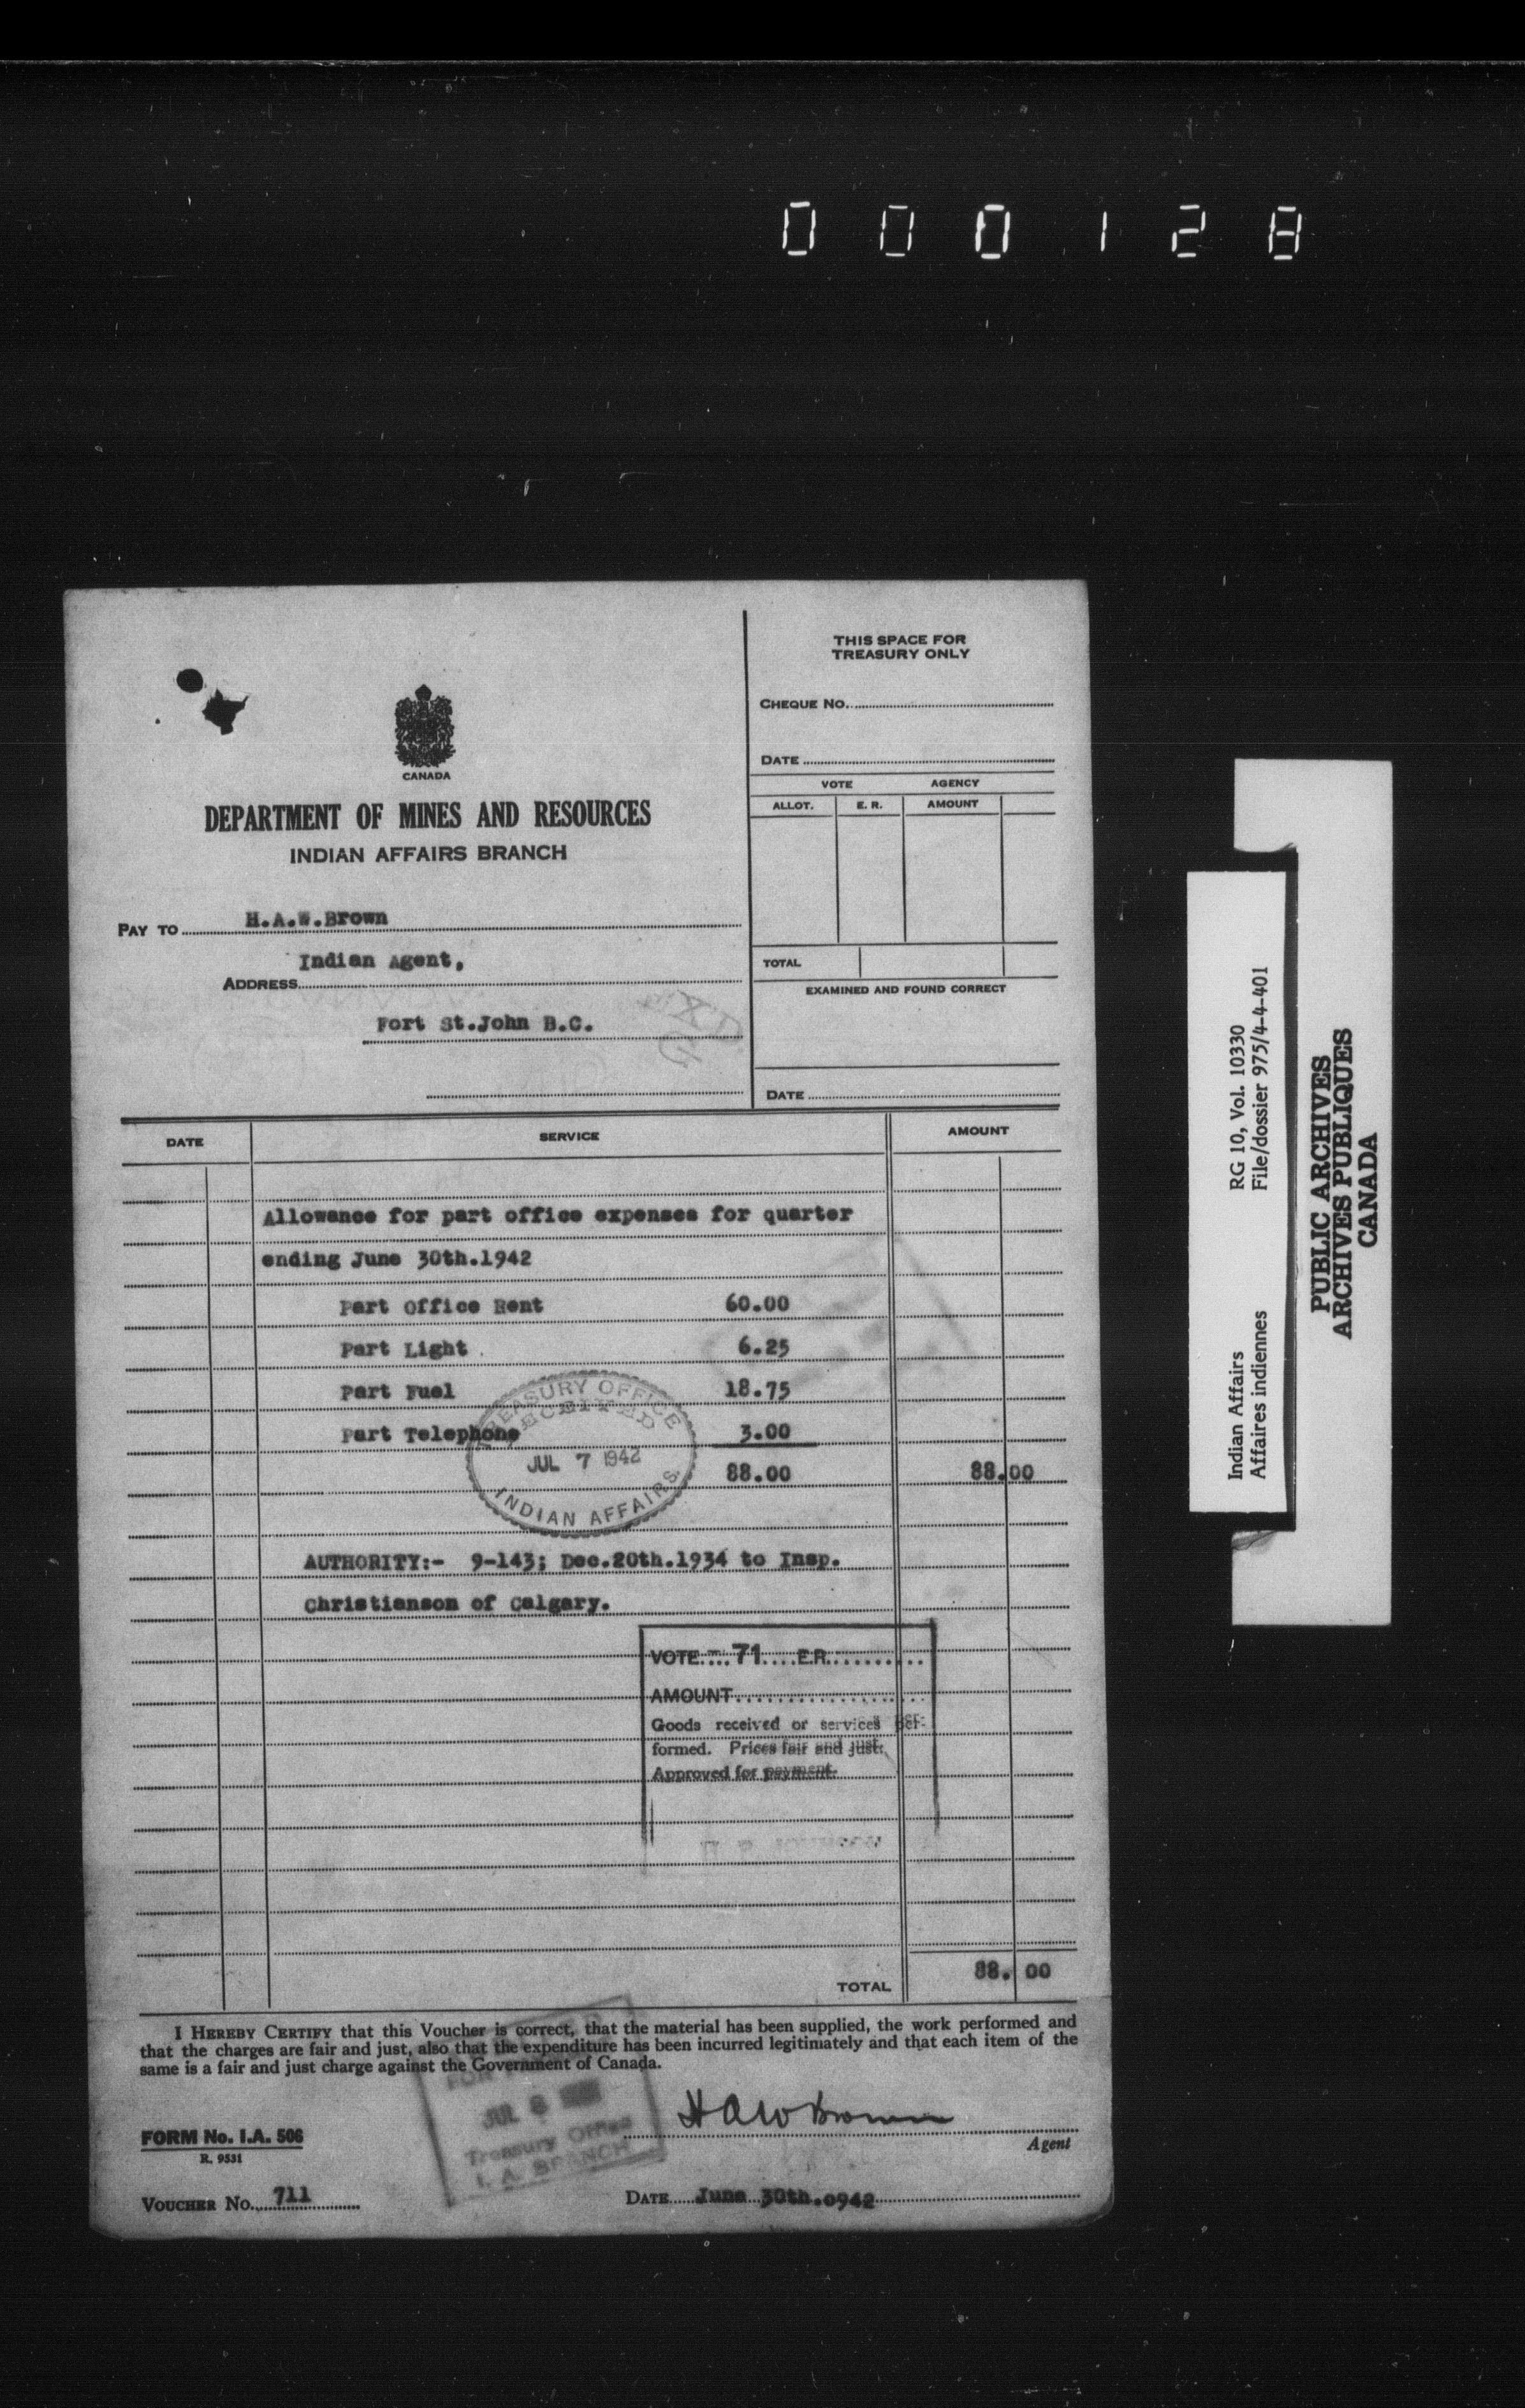 000128
THIS SPACE FOR
TREASURY ONLY
CHEQUE No.
DATE
VOTE AGENCY
ALLOT. E. R. AMOUNT
TOTAL
EXAMINED AND FOUND CORRECT
DATE
CANADA
DEPARTMENT OF MINES AND RESOURCES
INDIAN AFFAIRS BRANCH
PAY TO H.A.W.Brown
Indian Agent,
ADDRESS
Fort St.John B.C.
DATE SERVICE AMOUNT
Allowance for part office expenses for quarter
ending June 30th.1942
Part Office Rent 60.00
Part Light 6.25
Part Fuel 18.75
Part Telephone 3.00
88.00 88.00
TREASURY OFFICE
RECEIVED
JUL 7 1942
INDIAN AFFAIRS
AUTHORITY:- 9-143; Dec.20th.1934 to Insp.
Christianson of Calgary.
VOTE 71 E.R.
AMOUNT
Goods received or services per-
formed. Prices fair and just.
Approved for payment.
TOTAL 88.00
I HEREBY CERTIFY that this Voucher is correct, that the material has been supplied, the work performed and
that the charges are fair and just, also that the expenditure has been incurred legitimately and that each item of the
same is a fair and just charge against the Government of Canada.
JUL 8
Treasury Office
I. A. BRANCH
H A W Brown
Agent
FORM No. I.A. 506
R. 9531
VOUCHER No. 711
DATE June 30th.0942
Indian Affairs RG 10, Vol. 10330
Affaires indiennes File/dossier 975/4-4-401
PUBLIC ARCHIVES
ARCHIVES PUBLIQUES
CANADA